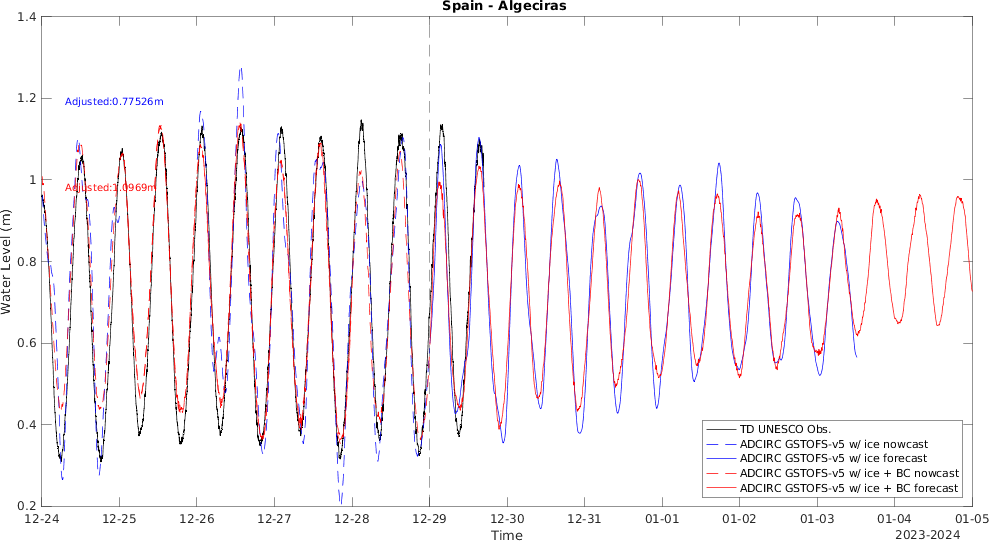 Spain - Algeciras
1.4
1.2
1
0.8
0.6
0.4
0.2
Water Level (m)
Adjusted:0.77526m
Adjusted:1.0969m
TD UNESCO Obs.
ADCIRC GSTOFS-v5 w/ ice nowcast
ADCIRC GSTOFS-v5 w/ ice forecast
ADCIRC GSTOFS-v5 w/ ice + BC nowcast
ADCIRC GSTOFS-v5 w/ ice + BC forecast
12-24 12-25 12-26 12-27 12-28 12-29 12-30 12-31 01-01 01-02 01-03 01-04 01-05
Time
2023-2024